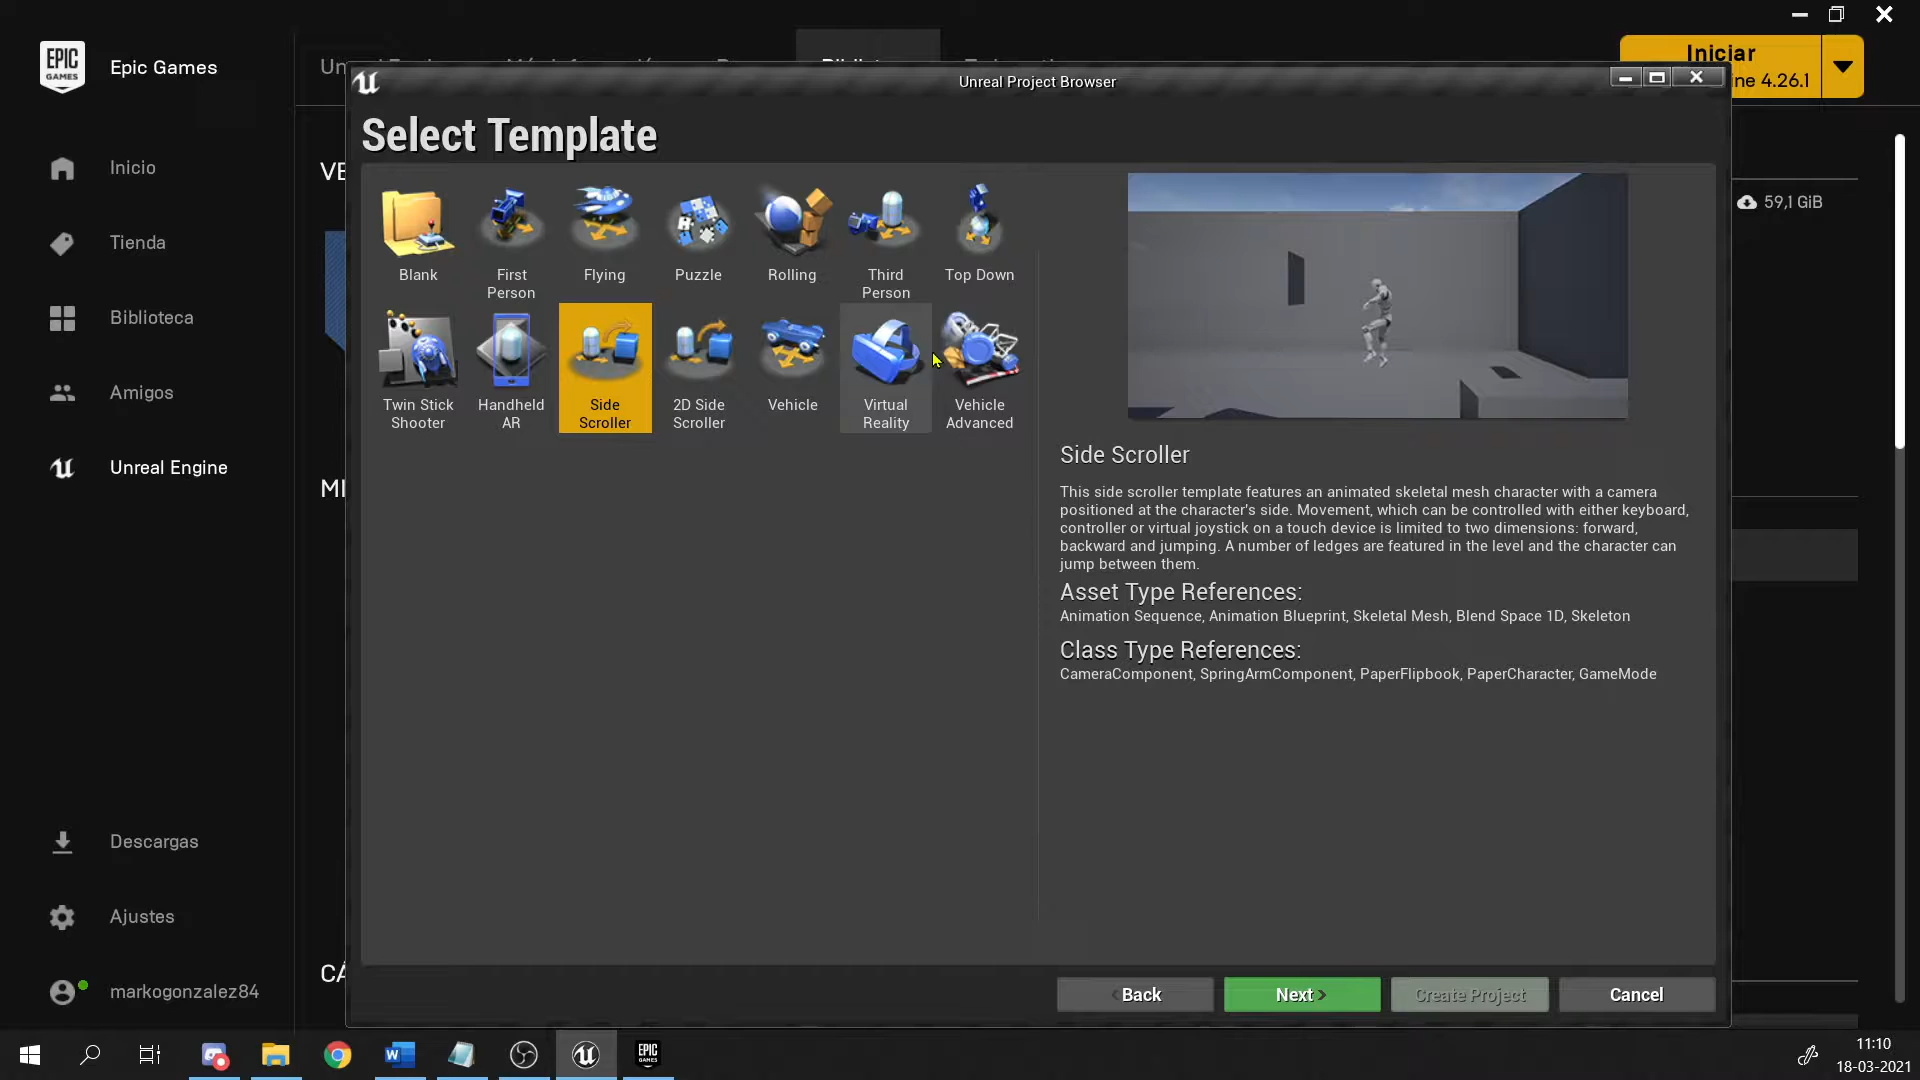 EPIC
GAMES
Epic Games
Inicio
Tienda
Biblioteca
Amigos
Unreal Engine
Descargas
Ajustes
markogonzalez84
Iniciar
ine 4.26.1
59,1 GiB
VE
MI
CÁ
Unreal Project Browser
Select Template
Blank
First
Person
Flying
Puzzle
Rolling
Third
Person
Top Down
Twin Stick
Shooter
Handheld
AR
Side
Scroller
2D Side
Scroller
Vehicle
Virtual
Reality
Vehicle
Advanced
Side Scroller
This side scroller template features an animated skeletal mesh character with a camera
positioned at the character's side. Movement, which can be controlled with either keyboard,
controller or virtual joystick on a touch device is limited to two dimensions: forward,
backward and jumping. A number of ledges are featured in the level and the character can
jump between them.
Asset Type References:
Animation Sequence, Animation Blueprint, Skeletal Mesh, Blend Space 1D, Skeleton
Class Type References:
CameraComponent, SpringArmComponent, PaperFlipbook, PaperCharacter, GameMode
< Back
Next >
Create Project
Cancel
EPIC
GAMES
11:10
18-03-2021